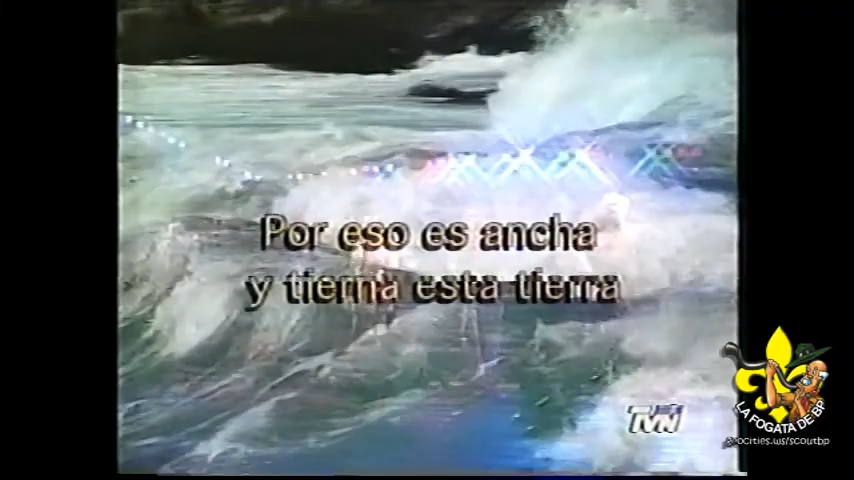 Por eso es ancha
y tierna esta tierra
TVN
LA FOGATA DE BP
geocities.ws/scoutbp